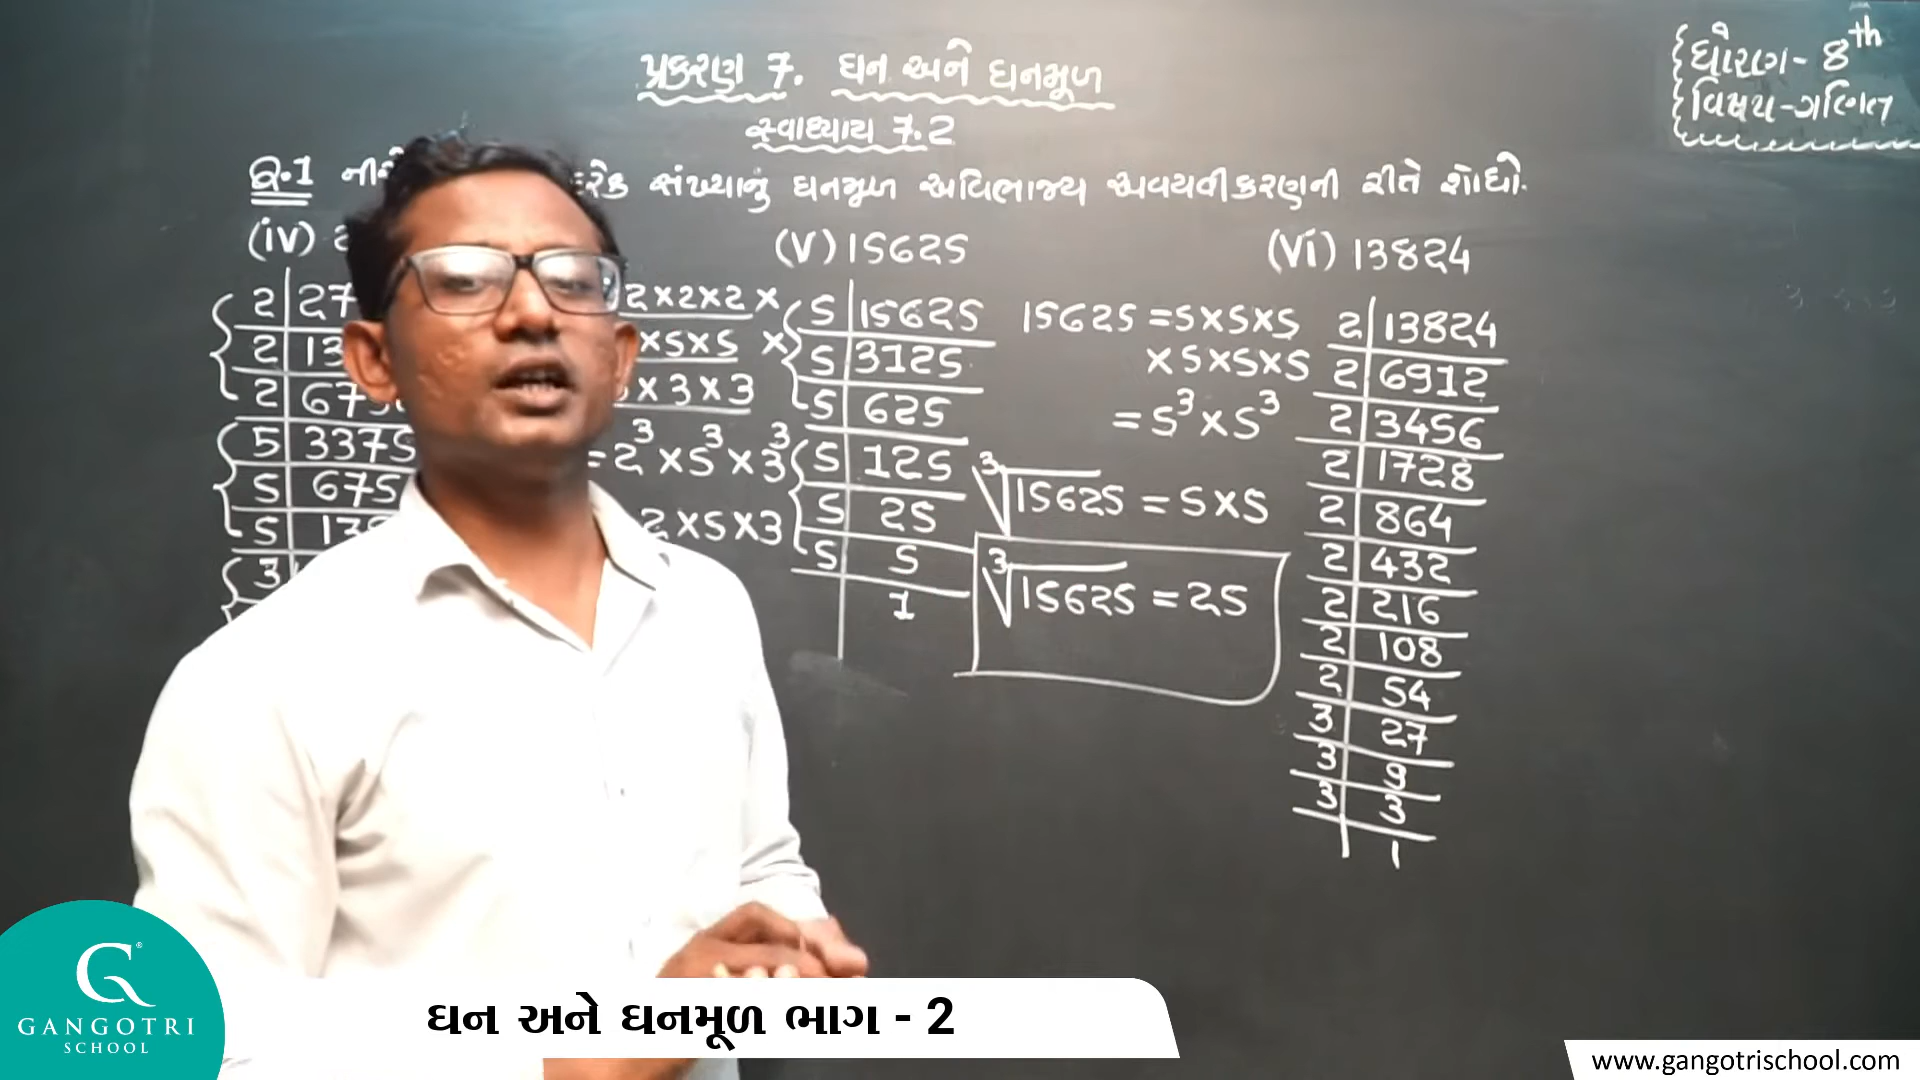 પ્રકરણ 7. ઘન અને ઘનમૂળ
ધોરણ - 8th
વિષય - ગણિત
સ્વાધ્યાય 7.2
Q.1 સંખ્યાનું ઘનમૂળ અવિભાજ્ય અવયવીકરણની રીતે શોધો.
(iv)
2
2
2
5 3375
5 675
5
3
2×2×2×
×5×5 ×
×3×3
=2³×5³×3³
2×5×3
(V) 15625
5 15625
5 3125
5 625
5 125
5 25
5 5
1
15625 = 5×5×5
×5×5×5
= 5³×5³
∛15625 = 5×5
∛15625 = 25
(Vi) 13824
2 13824
2 6912
2 3456
2 1728
2 864
2 432
2 216
2 108
2 54
3 27
3 9
3 3
1
GANGOTRI
SCHOOL
ઘન અને ઘનમૂળ ભાગ - 2
www.gangotrischool.com